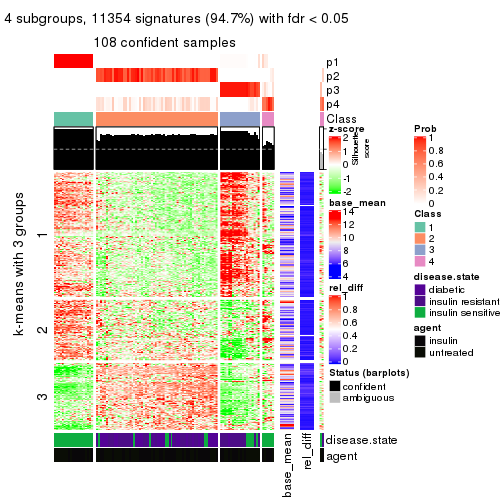 4 subgroups, 11354 signatures (94.7%) with fdr < 0.05
108 confident samples
p1
p2
p3
p4
Class
Silhouette
score
k-means with 3 groups
1
2
3
disease.state
agent
base_mean
rel_diff
z-score
2
1
0
-1
-2
base_mean
14
12
10
8
6
4
rel_diff
1
0.8
0.6
0.4
0.2
0
Status (barplots)
confident
ambiguous
Prob
1
0.8
0.6
0.4
0.2
0
Class
1
2
3
4
disease.state
diabetic
insulin resistant
insulin sensitive
agent
insulin
untreated